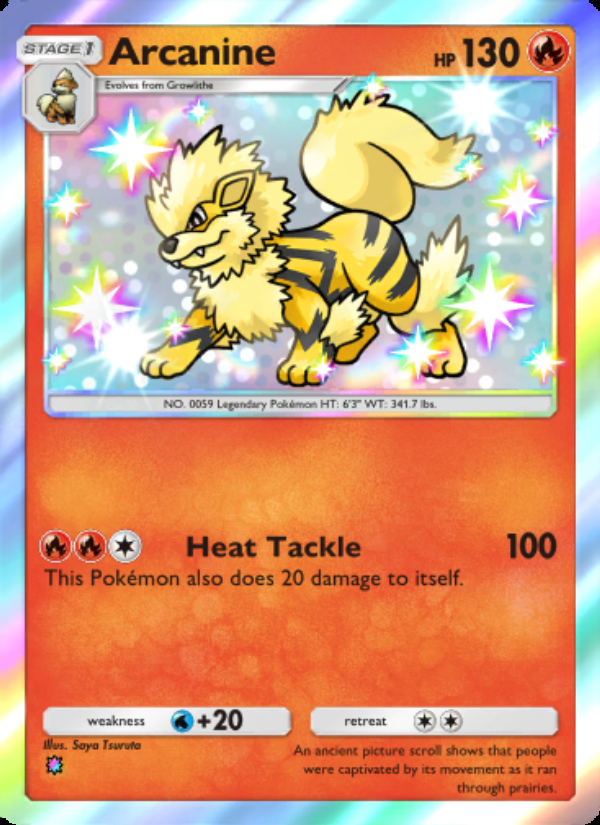 STAGE 1
Arcanine
HP 130
Evolves from Growlithe
NO. 0059 Legendary Pokémon HT: 6'3" WT: 341.7 lbs.
Heat Tackle 100
This Pokémon also does 20 damage to itself.
weakness +20
retreat
Illus. Saya Tsuruta
An ancient picture scroll shows that people
were captivated by its movement as it ran
through prairies.